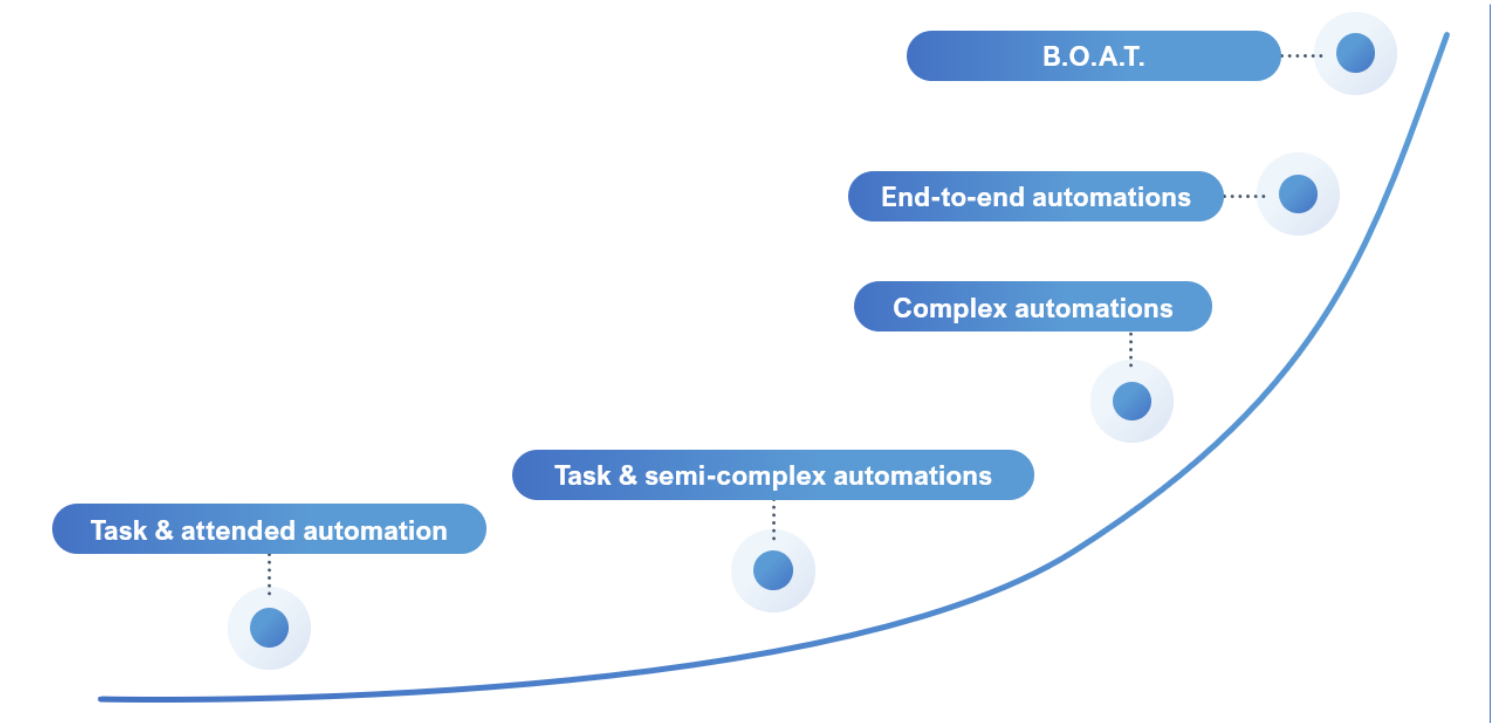 B.O.A.T.
End-to-end automations
Complex automations
Task & semi-complex automations
Task & attended automation